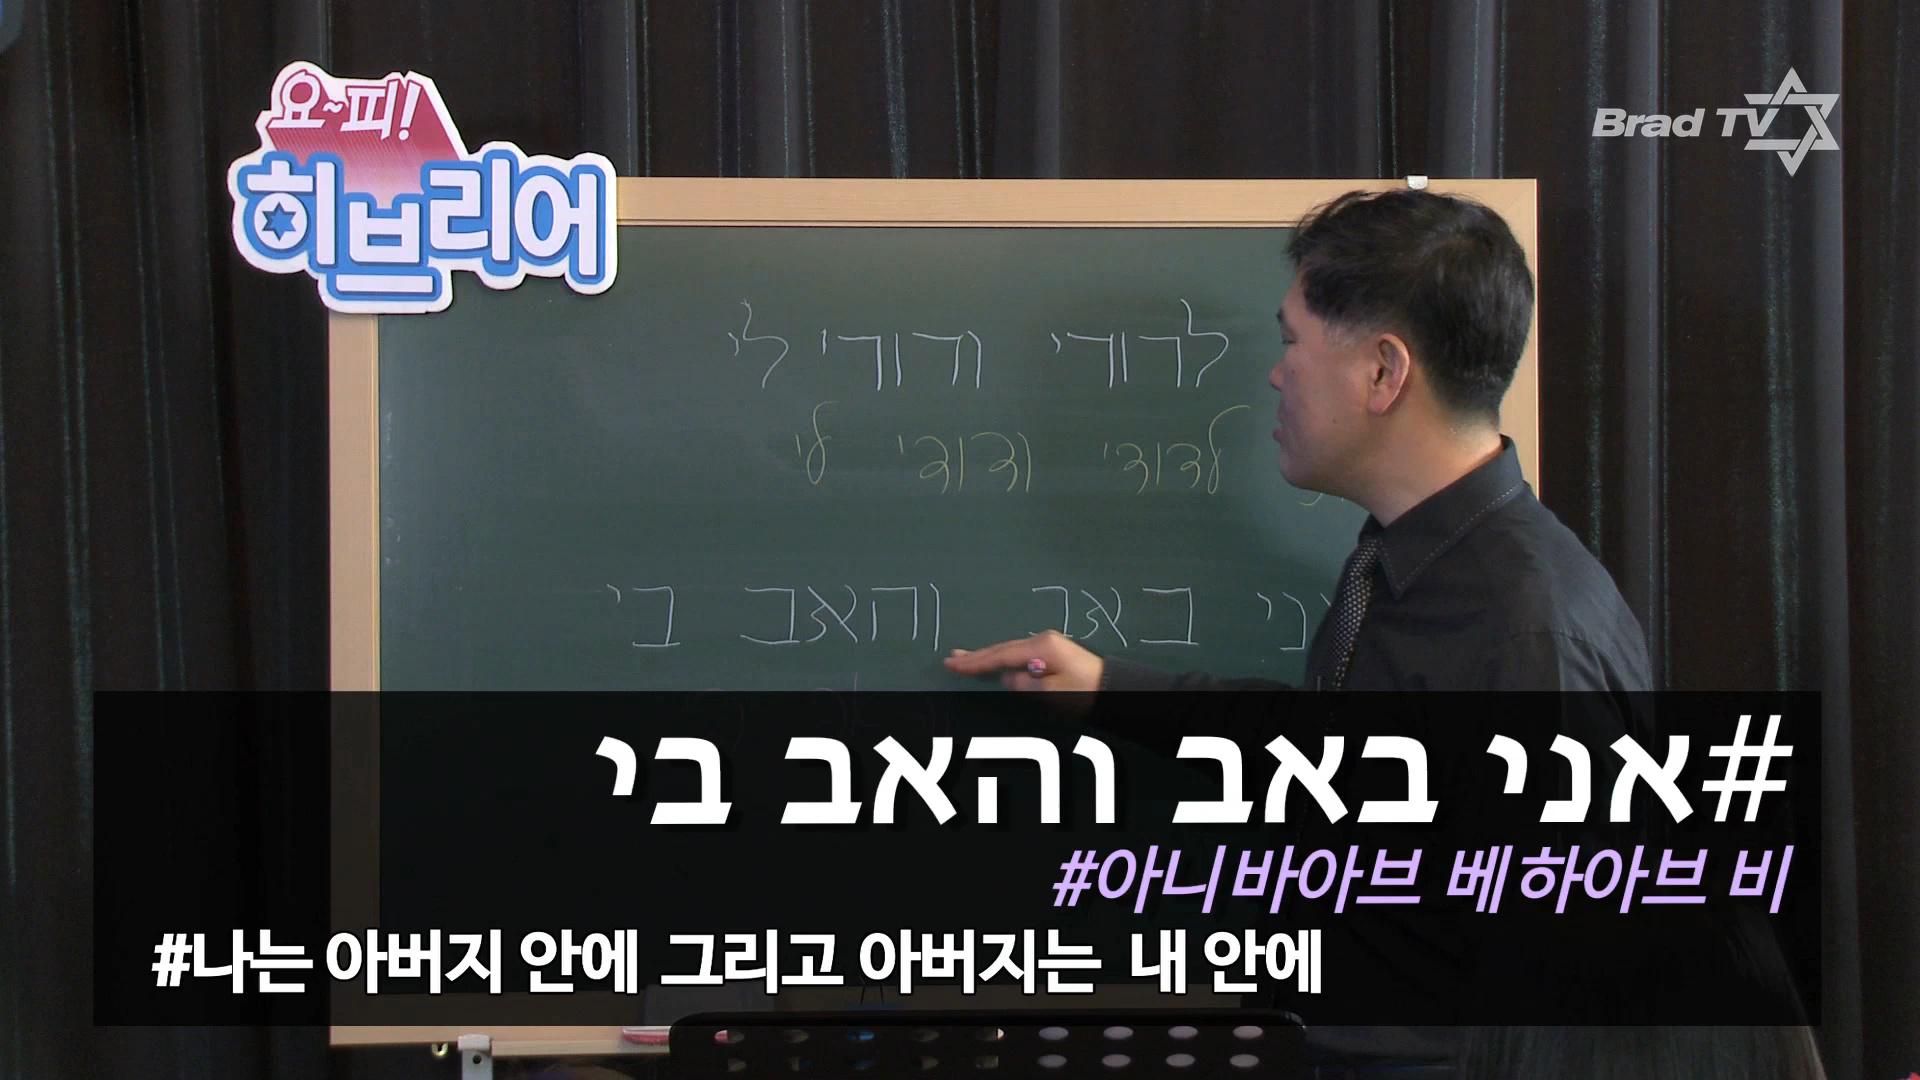 요~피!
히브리어
Brad TV
לדודי ודודי לי
לדודי ודודי לי
ני באב והאב בי
#אני באב והאב בי
#아니 바아브 베하아브 비
#나는 아버지 안에 그리고 아버지는 내 안에